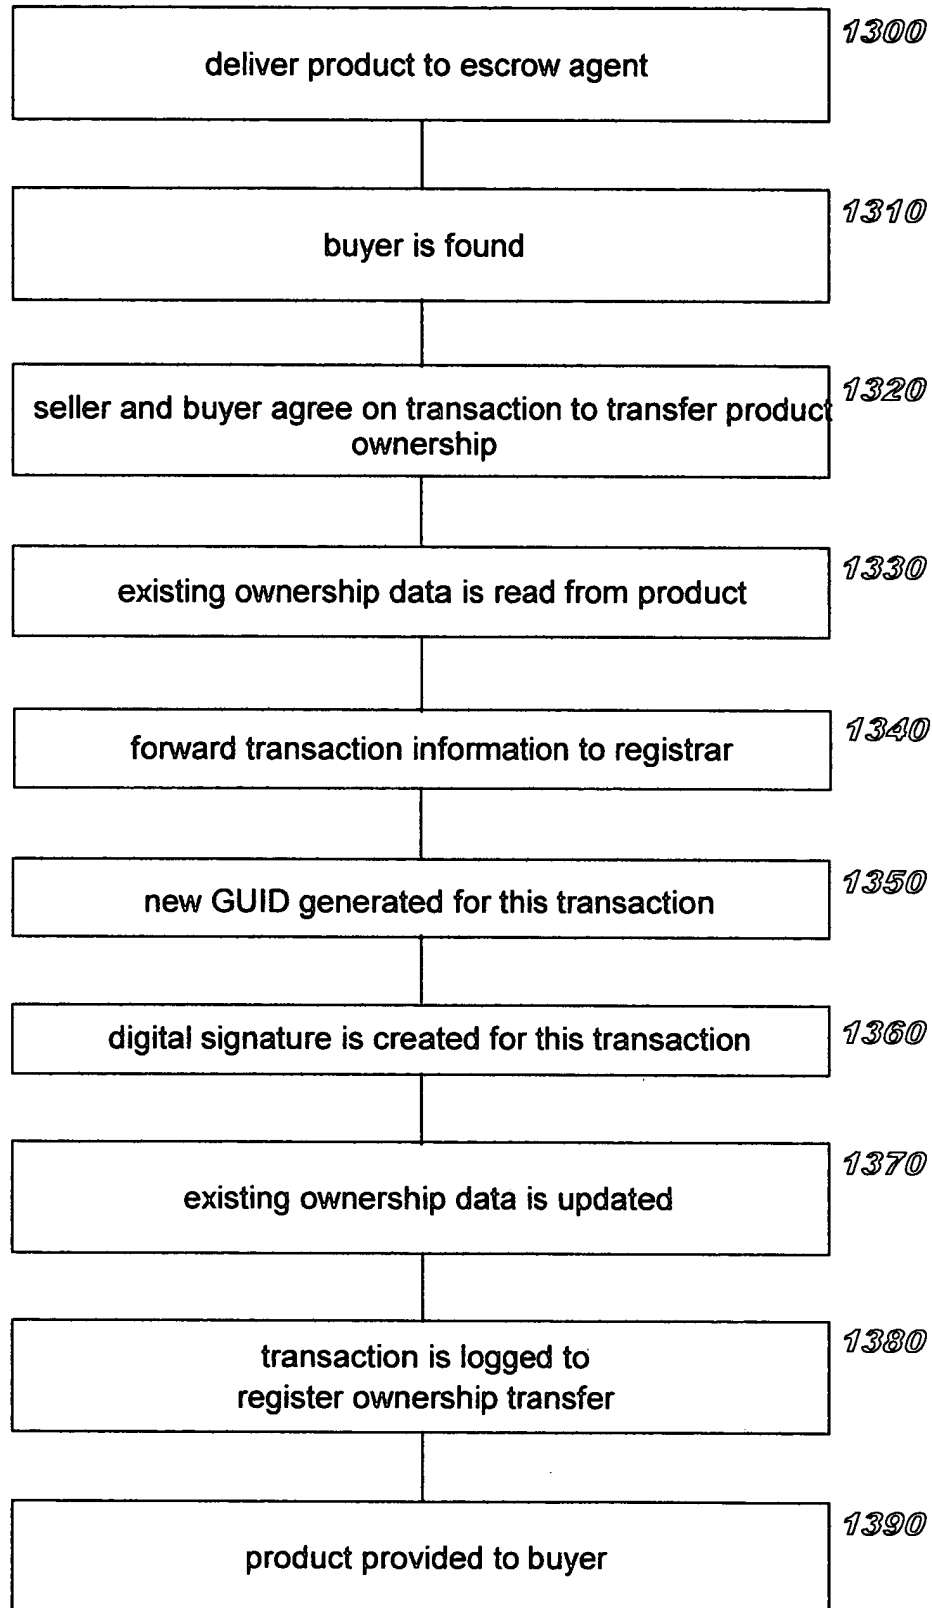 1300
deliver product to escrow agent
1310
buyer is found
1320
seller and buyer agree on transaction to transfer product
ownership
1330
existing ownership data is read from product
1340
forward transaction information to registrar
1350
new GUID generated for this transaction
1360
digital signature is created for this transaction
1370
existing ownership data is updated
1380
transaction is logged to
register ownership transfer
1390
product provided to buyer